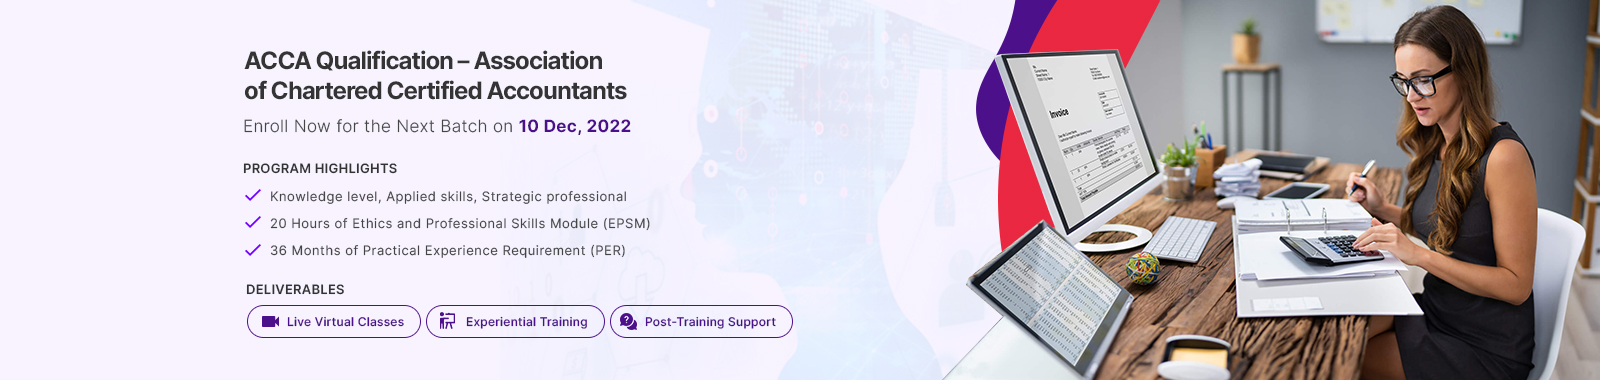 ACCA Qualification – Association
of Chartered Certified Accountants
Enroll Now for the Next Batch on 10 Dec, 2022
PROGRAM HIGHLIGHTS
Knowledge level, Applied skills, Strategic professional
20 Hours of Ethics and Professional Skills Module (EPSM)
36 Months of Practical Experience Requirement (PER)
DELIVERABLES
Live Virtual Classes
Experiential Training
Post-Training Support
Invoice